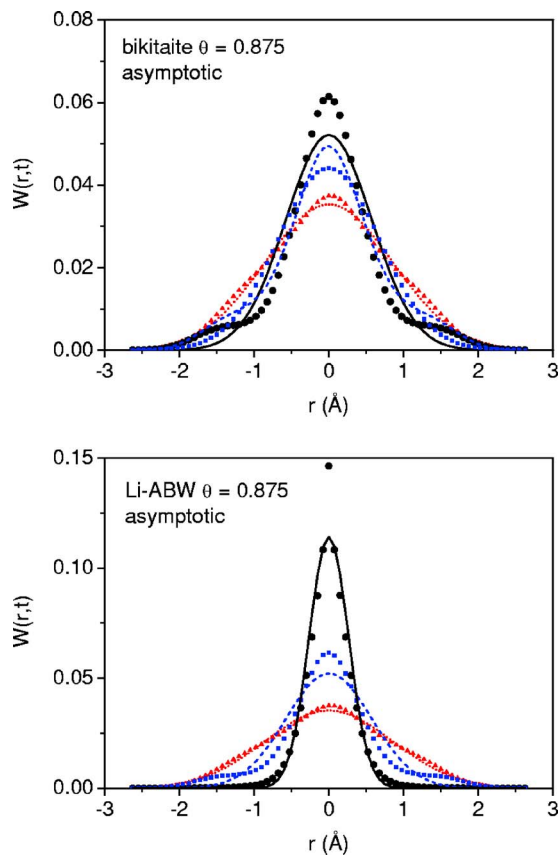 bikitaite θ = 0.875
asymptotic
0.08
0.06
0.04
0.02
0.00
W(r,t)
-3 -2 -1 0 1 2 3
r (Å)
Li-ABW θ = 0.875
asymptotic
0.15
0.10
0.05
0.00
W(r,t)
-3 -2 -1 0 1 2 3
r (Å)